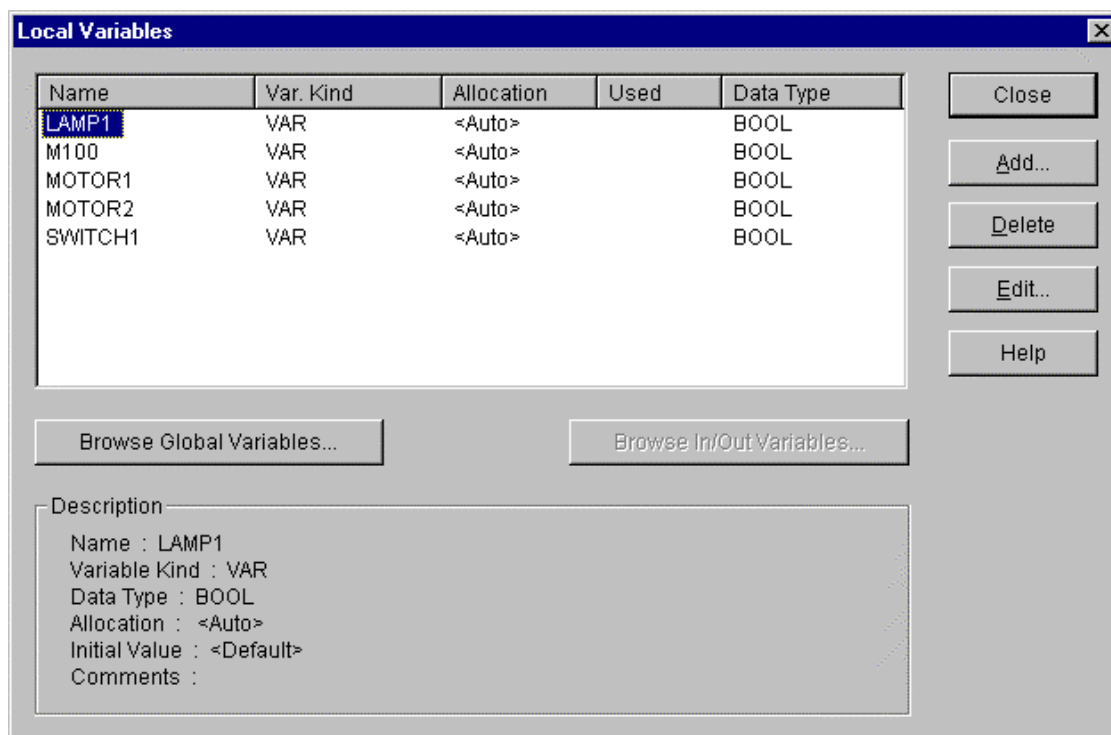 Local Variables
Name Var. Kind Allocation Used Data Type
LAMP1 VAR <Auto> BOOL
M100 VAR <Auto> BOOL
MOTOR1 VAR <Auto> BOOL
MOTOR2 VAR <Auto> BOOL
SWITCH1 VAR <Auto> BOOL
Close
Add...
Delete
Edit...
Help
Browse Global Variables... Browse In/Out Variables...
Description
Name : LAMP1
Variable Kind : VAR
Data Type : BOOL
Allocation : <Auto>
Initial Value : <Default>
Comments :